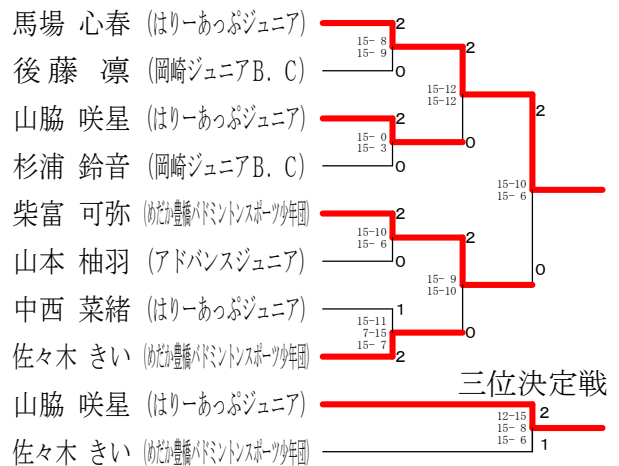 馬場 心春 (はりーあっぷジュニア) 2
15- 8
15- 9
2
後藤 凛 (岡崎ジュニアB.C) 0
15-12
15-12
山脇 咲星 (はりーあっぷジュニア) 2
2
15- 0
15- 3
0
杉浦 鈴音 (岡崎ジュニアB.C) 0
15-10
15- 6
柴富 可弥 (めだか豊橋バドミントンスポーツ少年団) 2
15-10
15- 6
2
山本 柚羽 (アドバンスジュニア) 0
0
15- 9
15-10
中西 菜緒 (はりーあっぷジュニア) 1
15-11
7-15
15- 7
0
佐々木 きい (めだか豊橋バドミントンスポーツ少年団) 2
三位決定戦
山脇 咲星 (はりーあっぷジュニア) 2
12-15
15- 8
15- 6
佐々木 きい (めだか豊橋バドミントンスポーツ少年団) 1